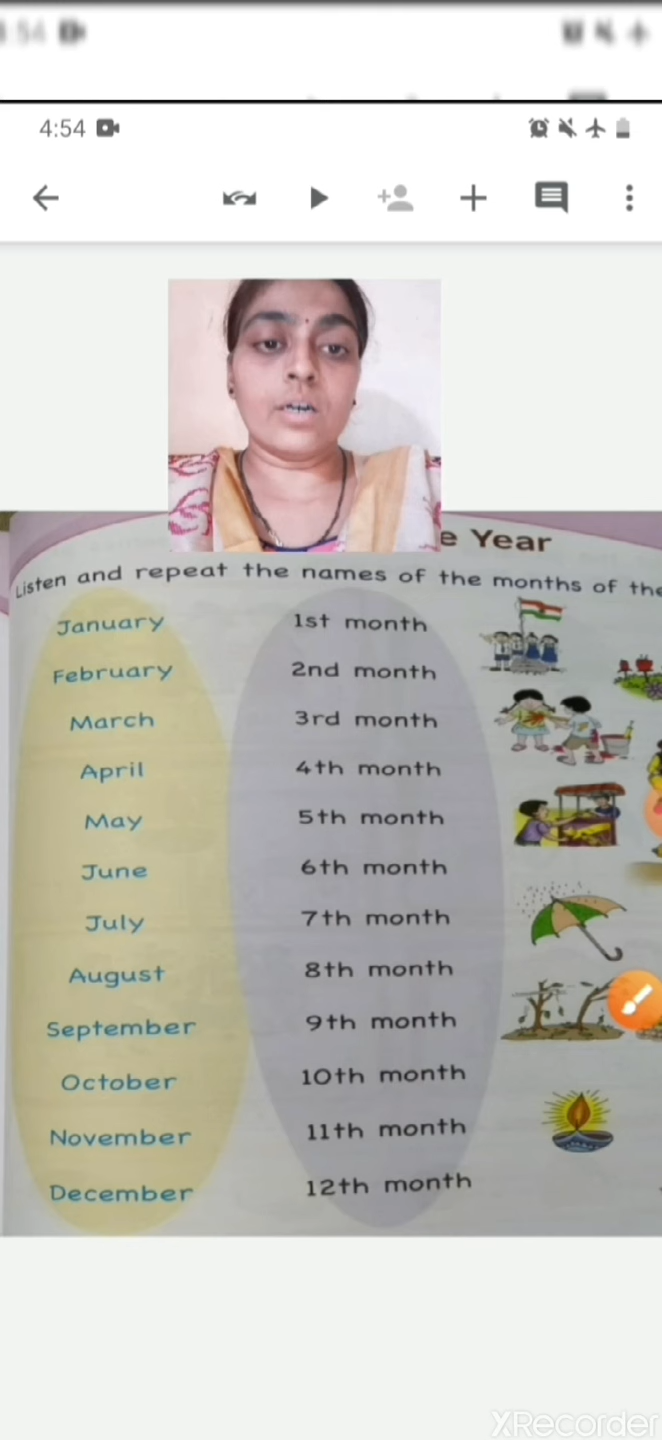 4:54
e Year
Listen and repeat the names of the months of the
January 1st month
February 2nd month
March 3rd month
April 4th month
May 5th month
June 6th month
July 7th month
August 8th month
September 9th month
October 10th month
November 11th month
December 12th month
XRecorder